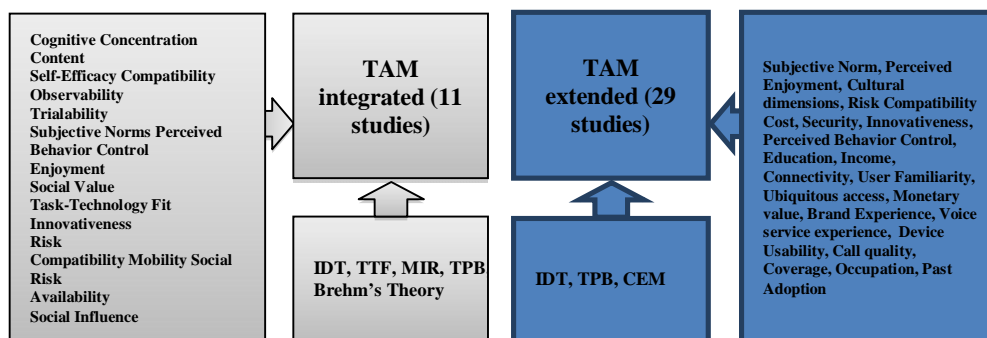 Cognitive Concentration
Content
Self-Efficacy Compatibility
Observability
Trialability
Subjective Norms Perceived
Behavior Control
Enjoyment
Social Value
Task-Technology Fit
Innovativeness
Risk
Compatibility Mobility Social
Risk
Availability
Social Influence
TAM
integrated (11
studies)
IDT, TTF, MIR, TPB
Brehm's Theory
TAM
extended (29
studies)
IDT, TPB, CEM
Subjective Norm, Perceived
Enjoyment, Cultural
dimensions, Risk Compatibility
Cost, Security, Innovativeness,
Perceived Behavior Control,
Education, Income,
Connectivity, User Familiarity,
Ubiquitous access, Monetary
value, Brand Experience, Voice
service experience, Device
Usability, Call quality,
Coverage, Occupation, Past
Adoption